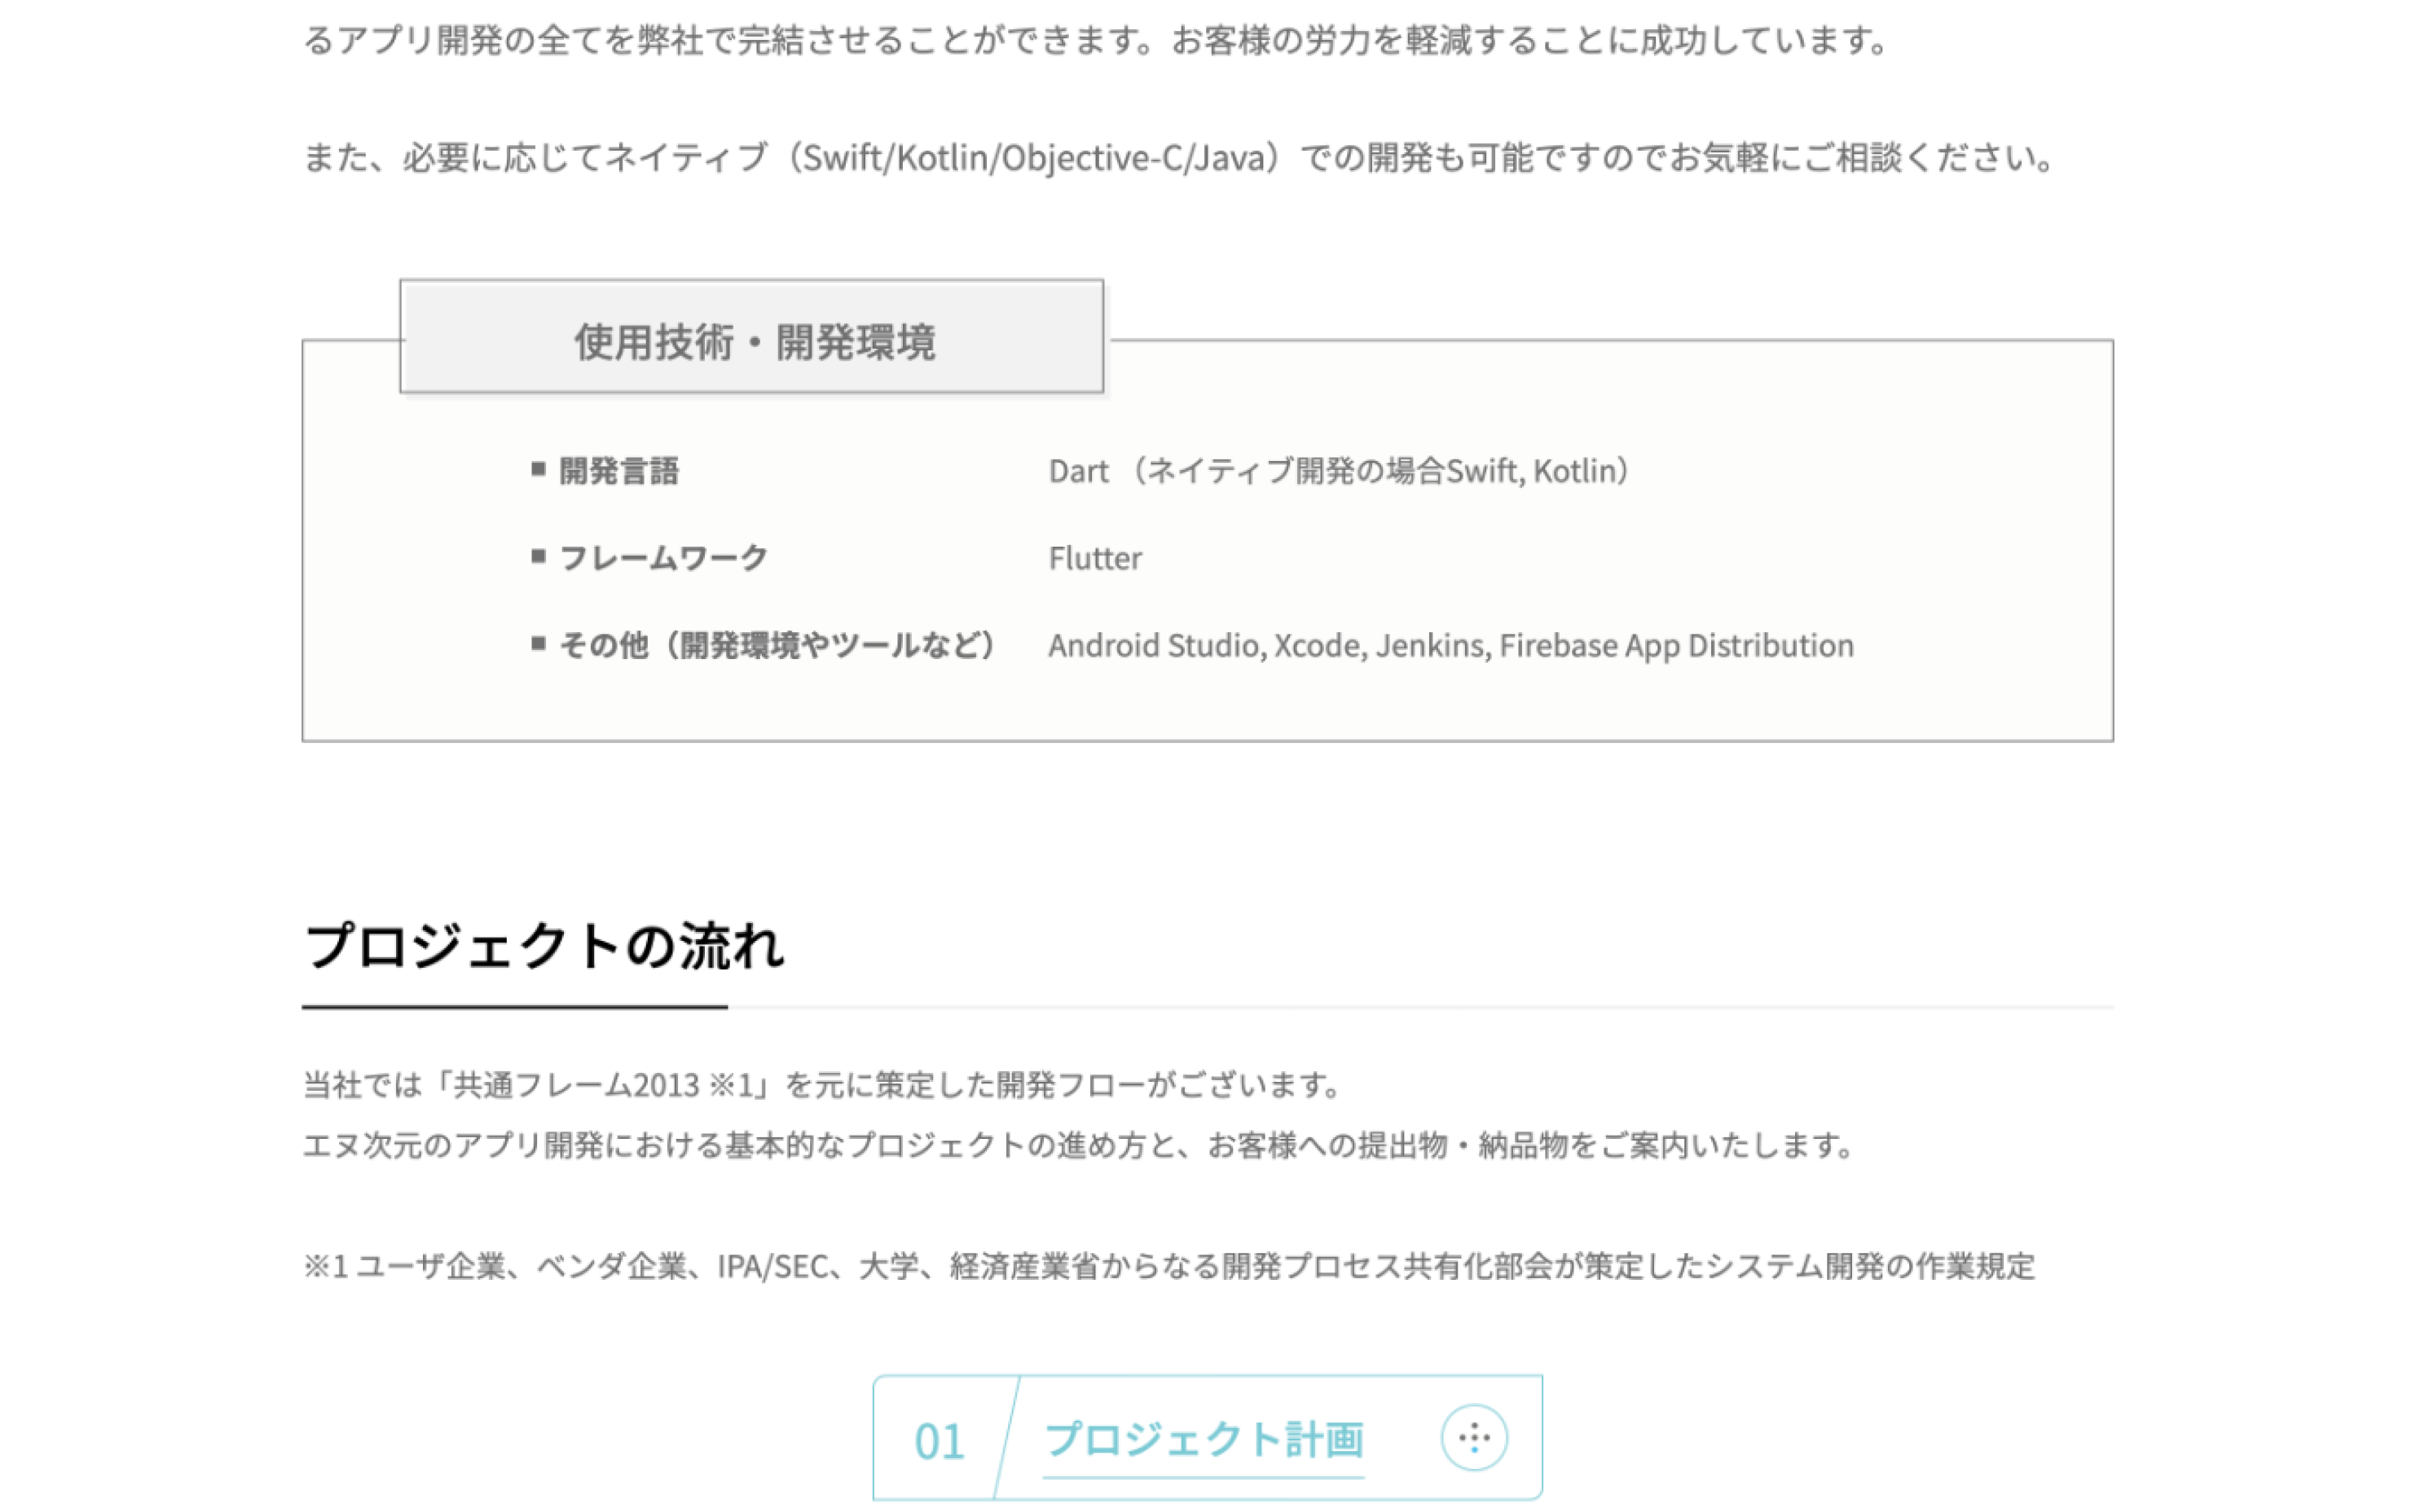 るアプリ開発の全てを弊社で完結させることができます。お客様の労力を軽減することに成功しています。
また、必要に応じてネイティブ（Swift/Kotlin/Objective-C/Java）での開発も可能ですのでお気軽にご相談ください。
使用技術・開発環境
■ 開発言語 Dart （ネイティブ開発の場合Swift, Kotlin）
■ フレームワーク Flutter
■ その他（開発環境やツールなど） Android Studio, Xcode, Jenkins, Firebase App Distribution
プロジェクトの流れ
当社では「共通フレーム2013 ※1」を元に策定した開発フローがございます。
エヌ次元のアプリ開発における基本的なプロジェクトの進め方と、お客様への提出物・納品物をご案内いたします。
※1 ユーザ企業、ベンダ企業、IPA/SEC、大学、経済産業省からなる開発プロセス共有化部会が策定したシステム開発の作業規定
01 プロジェクト計画